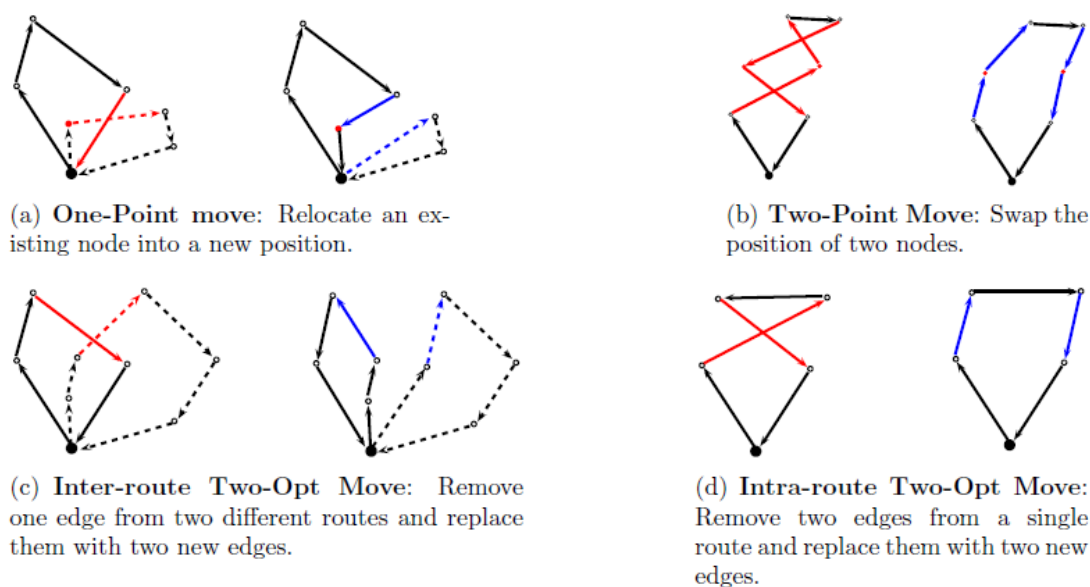 (a) One-Point move: Relocate an ex-
isting node into a new position.
(b) Two-Point Move: Swap the
position of two nodes.
(c) Inter-route Two-Opt Move: Remove
one edge from two different routes and replace
them with two new edges.
(d) Intra-route Two-Opt Move:
Remove two edges from a single
route and replace them with two new
edges.